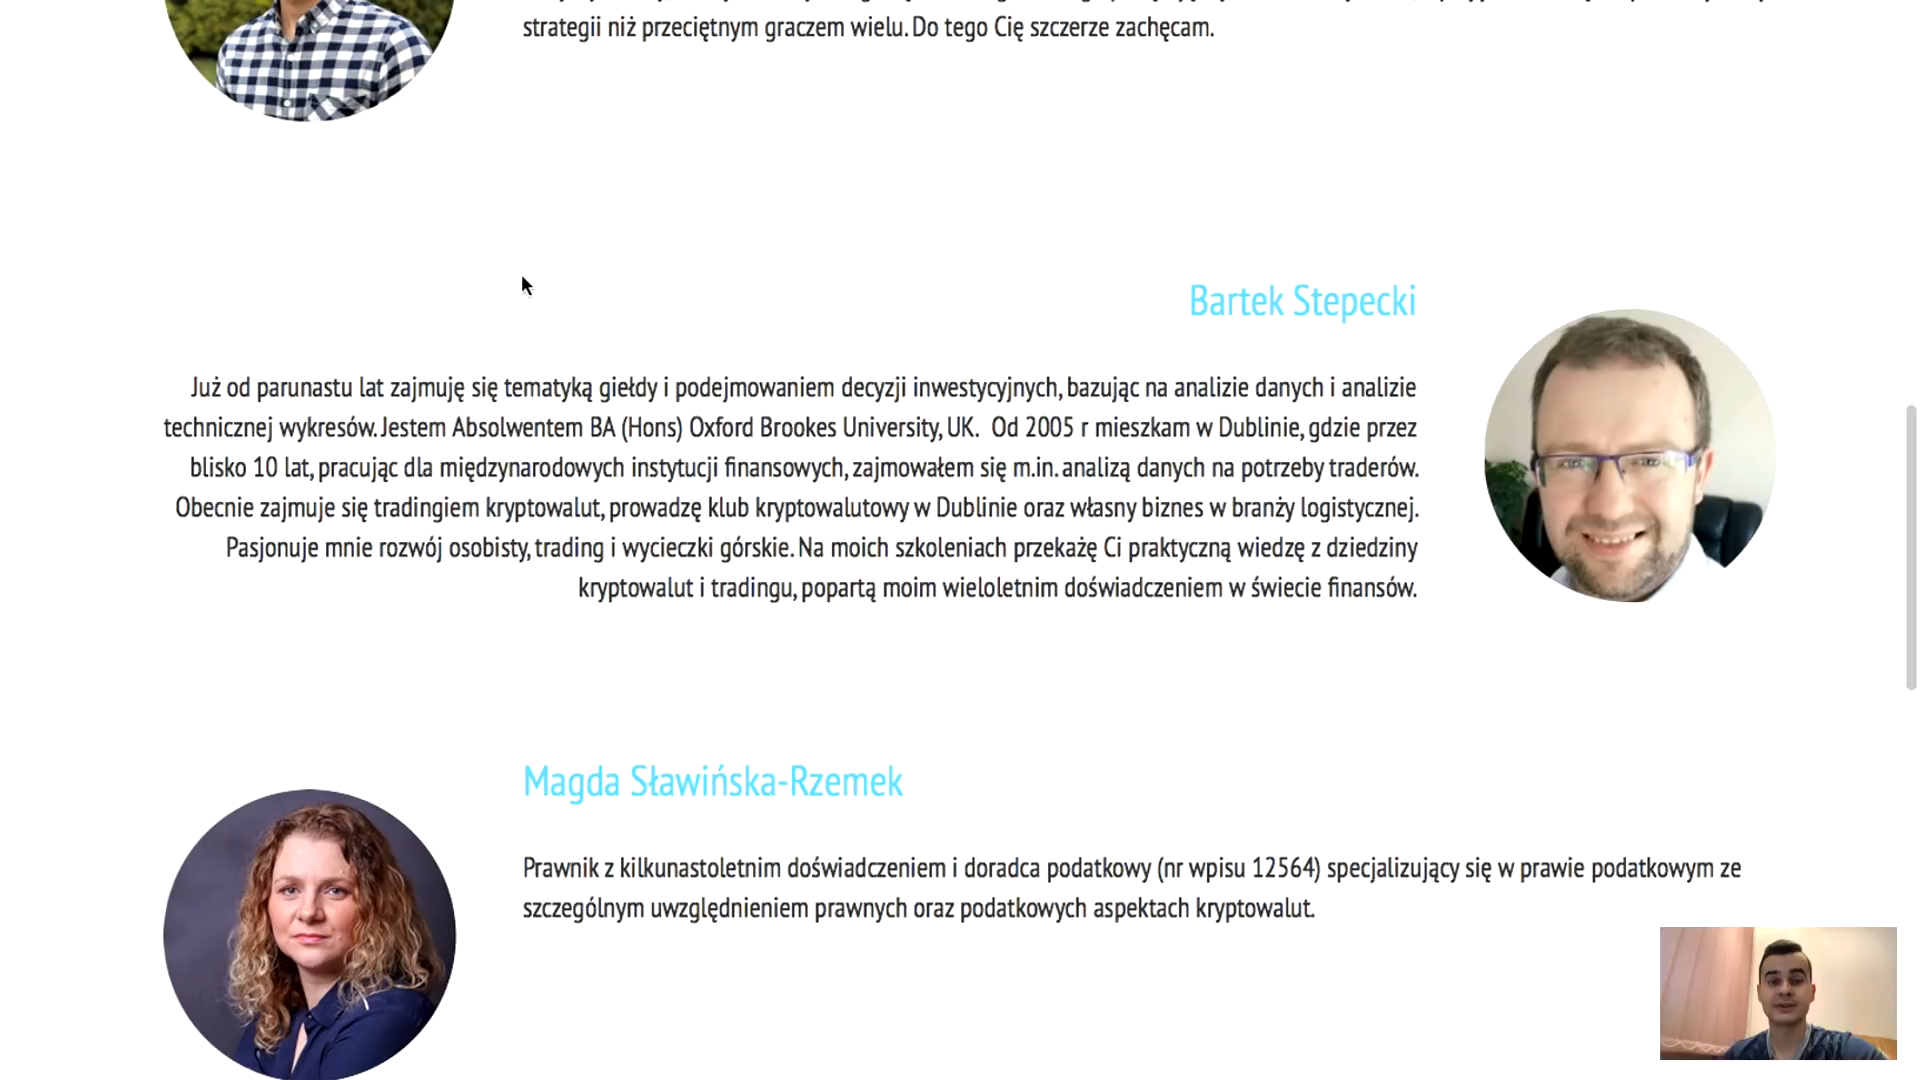 strategii niż przeciętnym graczem wielu. Do tego Cię szczerze zachęcam.
Bartek Stepecki
Już od parunastu lat zajmuję się tematyką giełdy i podejmowaniem decyzji inwestycyjnych, bazując na analizie danych i analizie
technicznej wykresów. Jestem Absolwentem BA (Hons) Oxford Brookes University, UK.  Od 2005 r mieszkam w Dublinie, gdzie przez
blisko 10 lat, pracując dla międzynarodowych instytucji finansowych, zajmowałem się m.in. analizą danych na potrzeby traderów.
Obecnie zajmuje się tradingiem kryptowalut, prowadzę klub kryptowalutowy w Dublinie oraz własny biznes w branży logistycznej.
Pasjonuje mnie rozwój osobisty, trading i wycieczki górskie. Na moich szkoleniach przekażę Ci praktyczną wiedzę z dziedziny
kryptowalut i tradingu, popartą moim wieloletnim doświadczeniem w świecie finansów.
Magda Sławińska-Rzemek
Prawnik z kilkunastoletnim doświadczeniem i doradca podatkowy (nr wpisu 12564) specjalizujący się w prawie podatkowym ze
szczególnym uwzględnieniem prawnych oraz podatkowych aspektach kryptowalut.